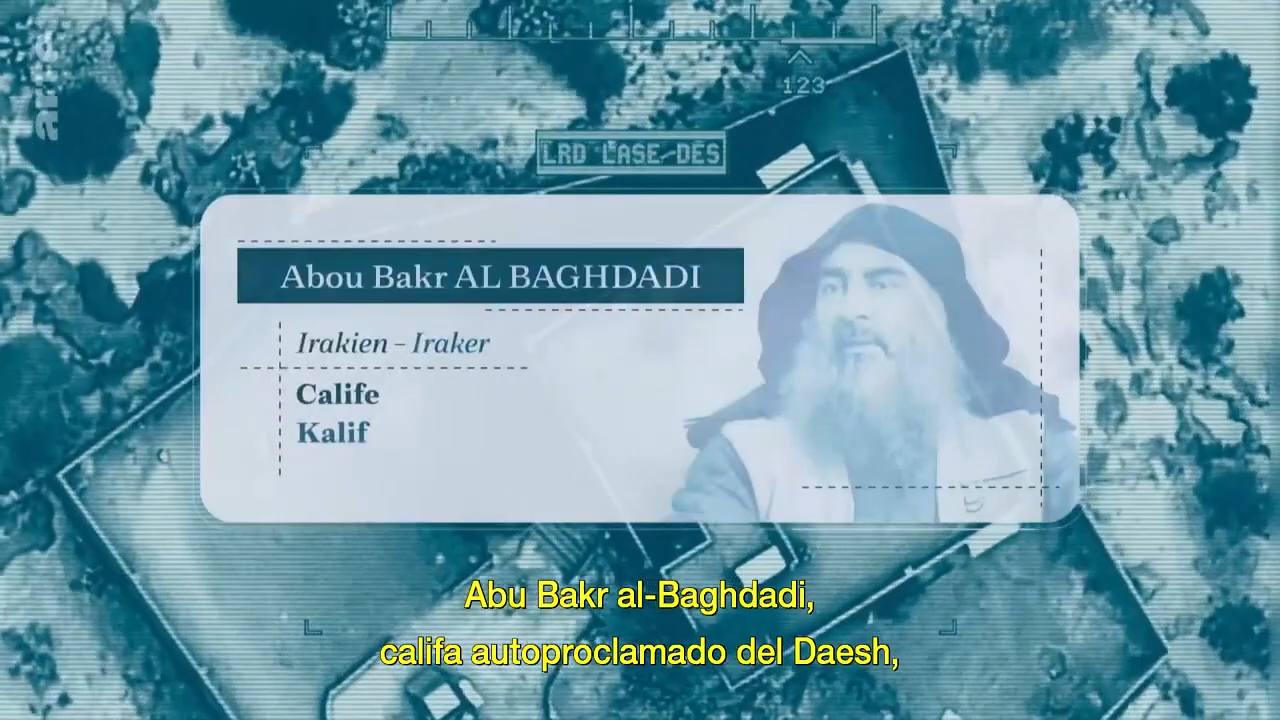 arte
123
LRD LASE DES
Abou Bakr AL BAGHDADI
Irakien – Iraker
Calife
Kalif
Abu Bakr al-Baghdadi,
califa autoproclamado del Daesh,